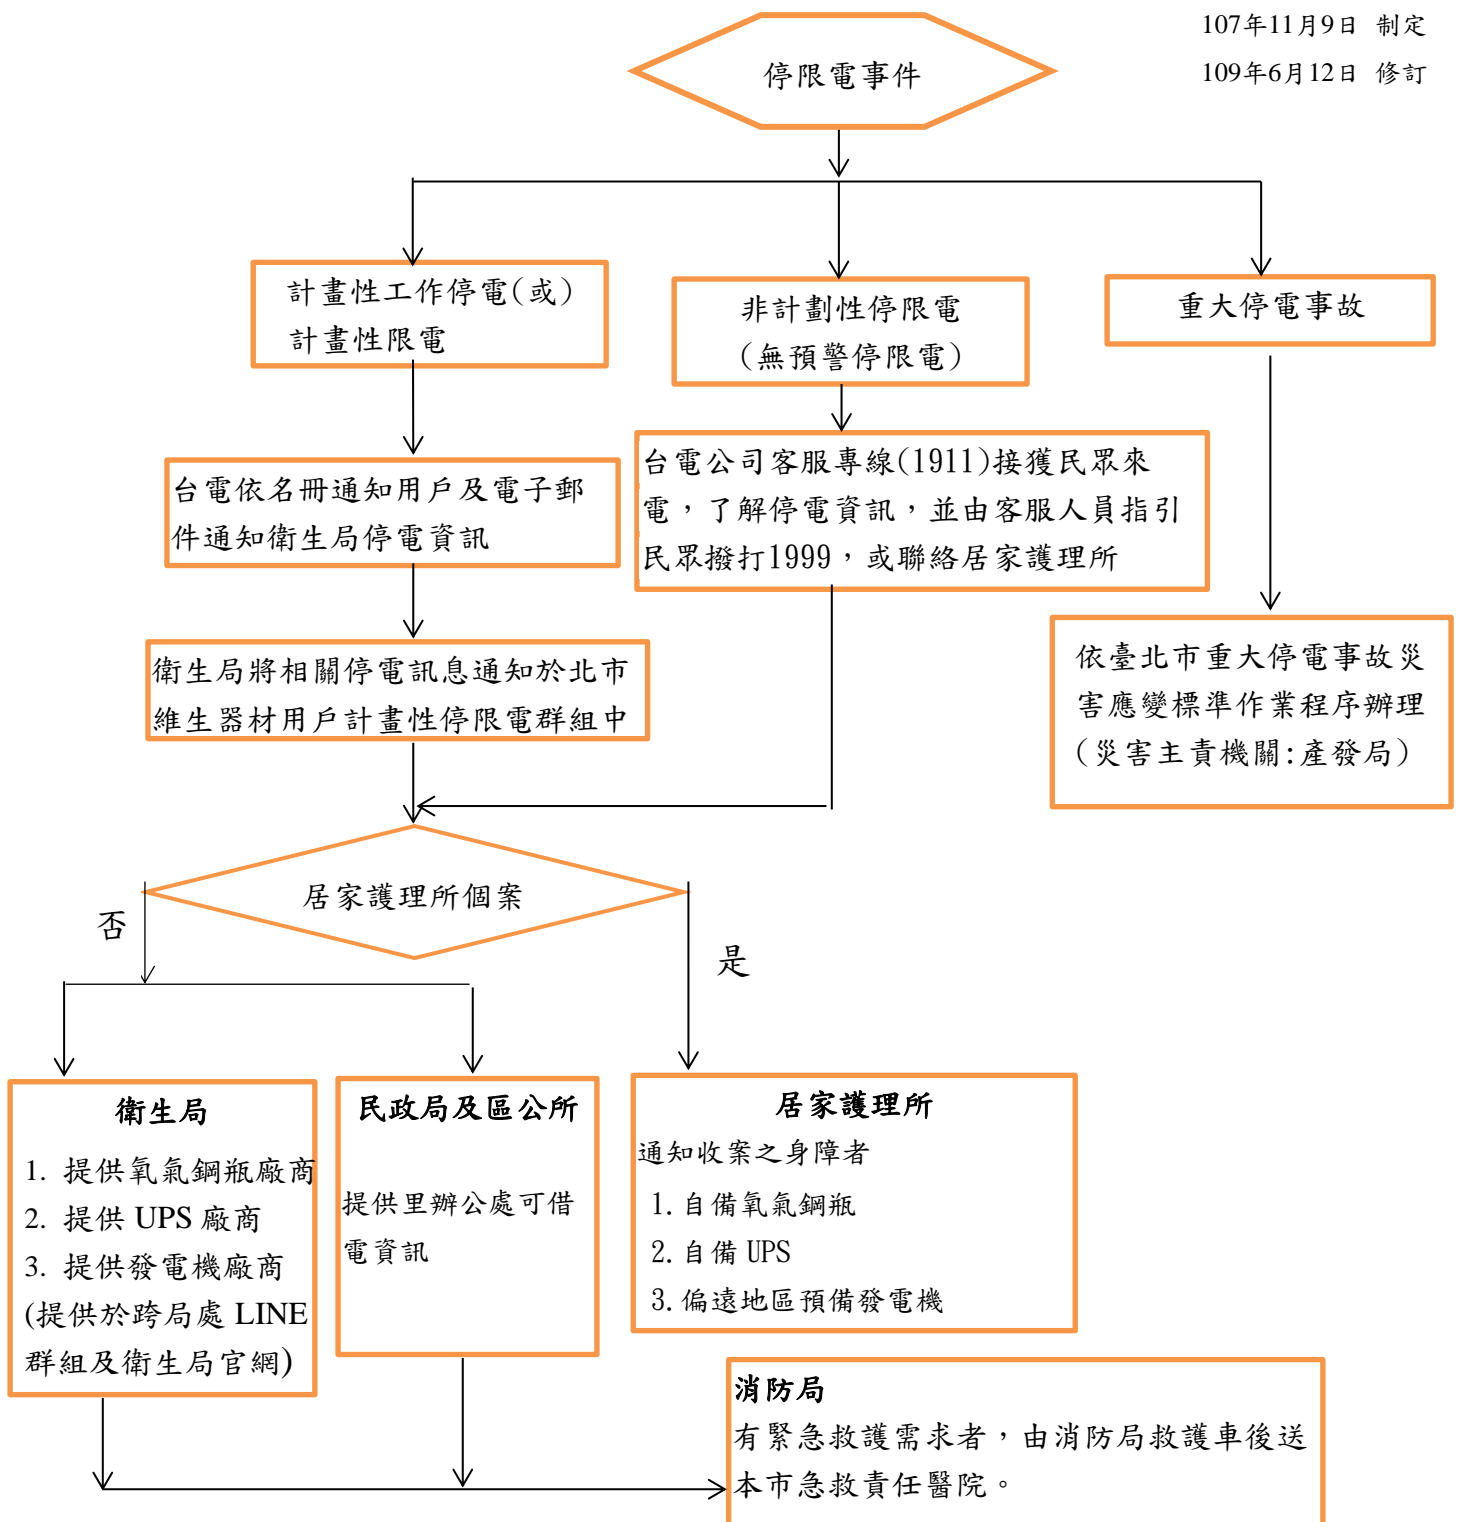 107年11月9日 制定
109年6月12日 修訂
停限電事件
計畫性工作停電(或)
計畫性限電
非計劃性停限電
(無預警停限電)
重大停電事故
台電依名冊通知用戶及電子郵
件通知衛生局停電資訊
台電公司客服專線(1911)接獲民眾來
電，了解停電資訊，並由客服人員指引
民眾撥打1999，或聯絡居家護理所
衛生局將相關停電訊息通知於北市
維生器材用戶計畫性停限電群組中
依臺北市重大停電事故災
害應變標準作業程序辦理
(災害主責機關:產發局)
居家護理所個案
否
是
衛生局
1. 提供氧氣鋼瓶廠商
2. 提供 UPS 廠商
3. 提供發電機廠商
(提供於跨局處 LINE
群組及衛生局官網)
民政局及區公所
提供里辦公處可借
電資訊
居家護理所
通知收案之身障者
1. 自備氧氣鋼瓶
2. 自備 UPS
3. 偏遠地區預備發電機
消防局
有緊急救護需求者，由消防局救護車後送
本市急救責任醫院。